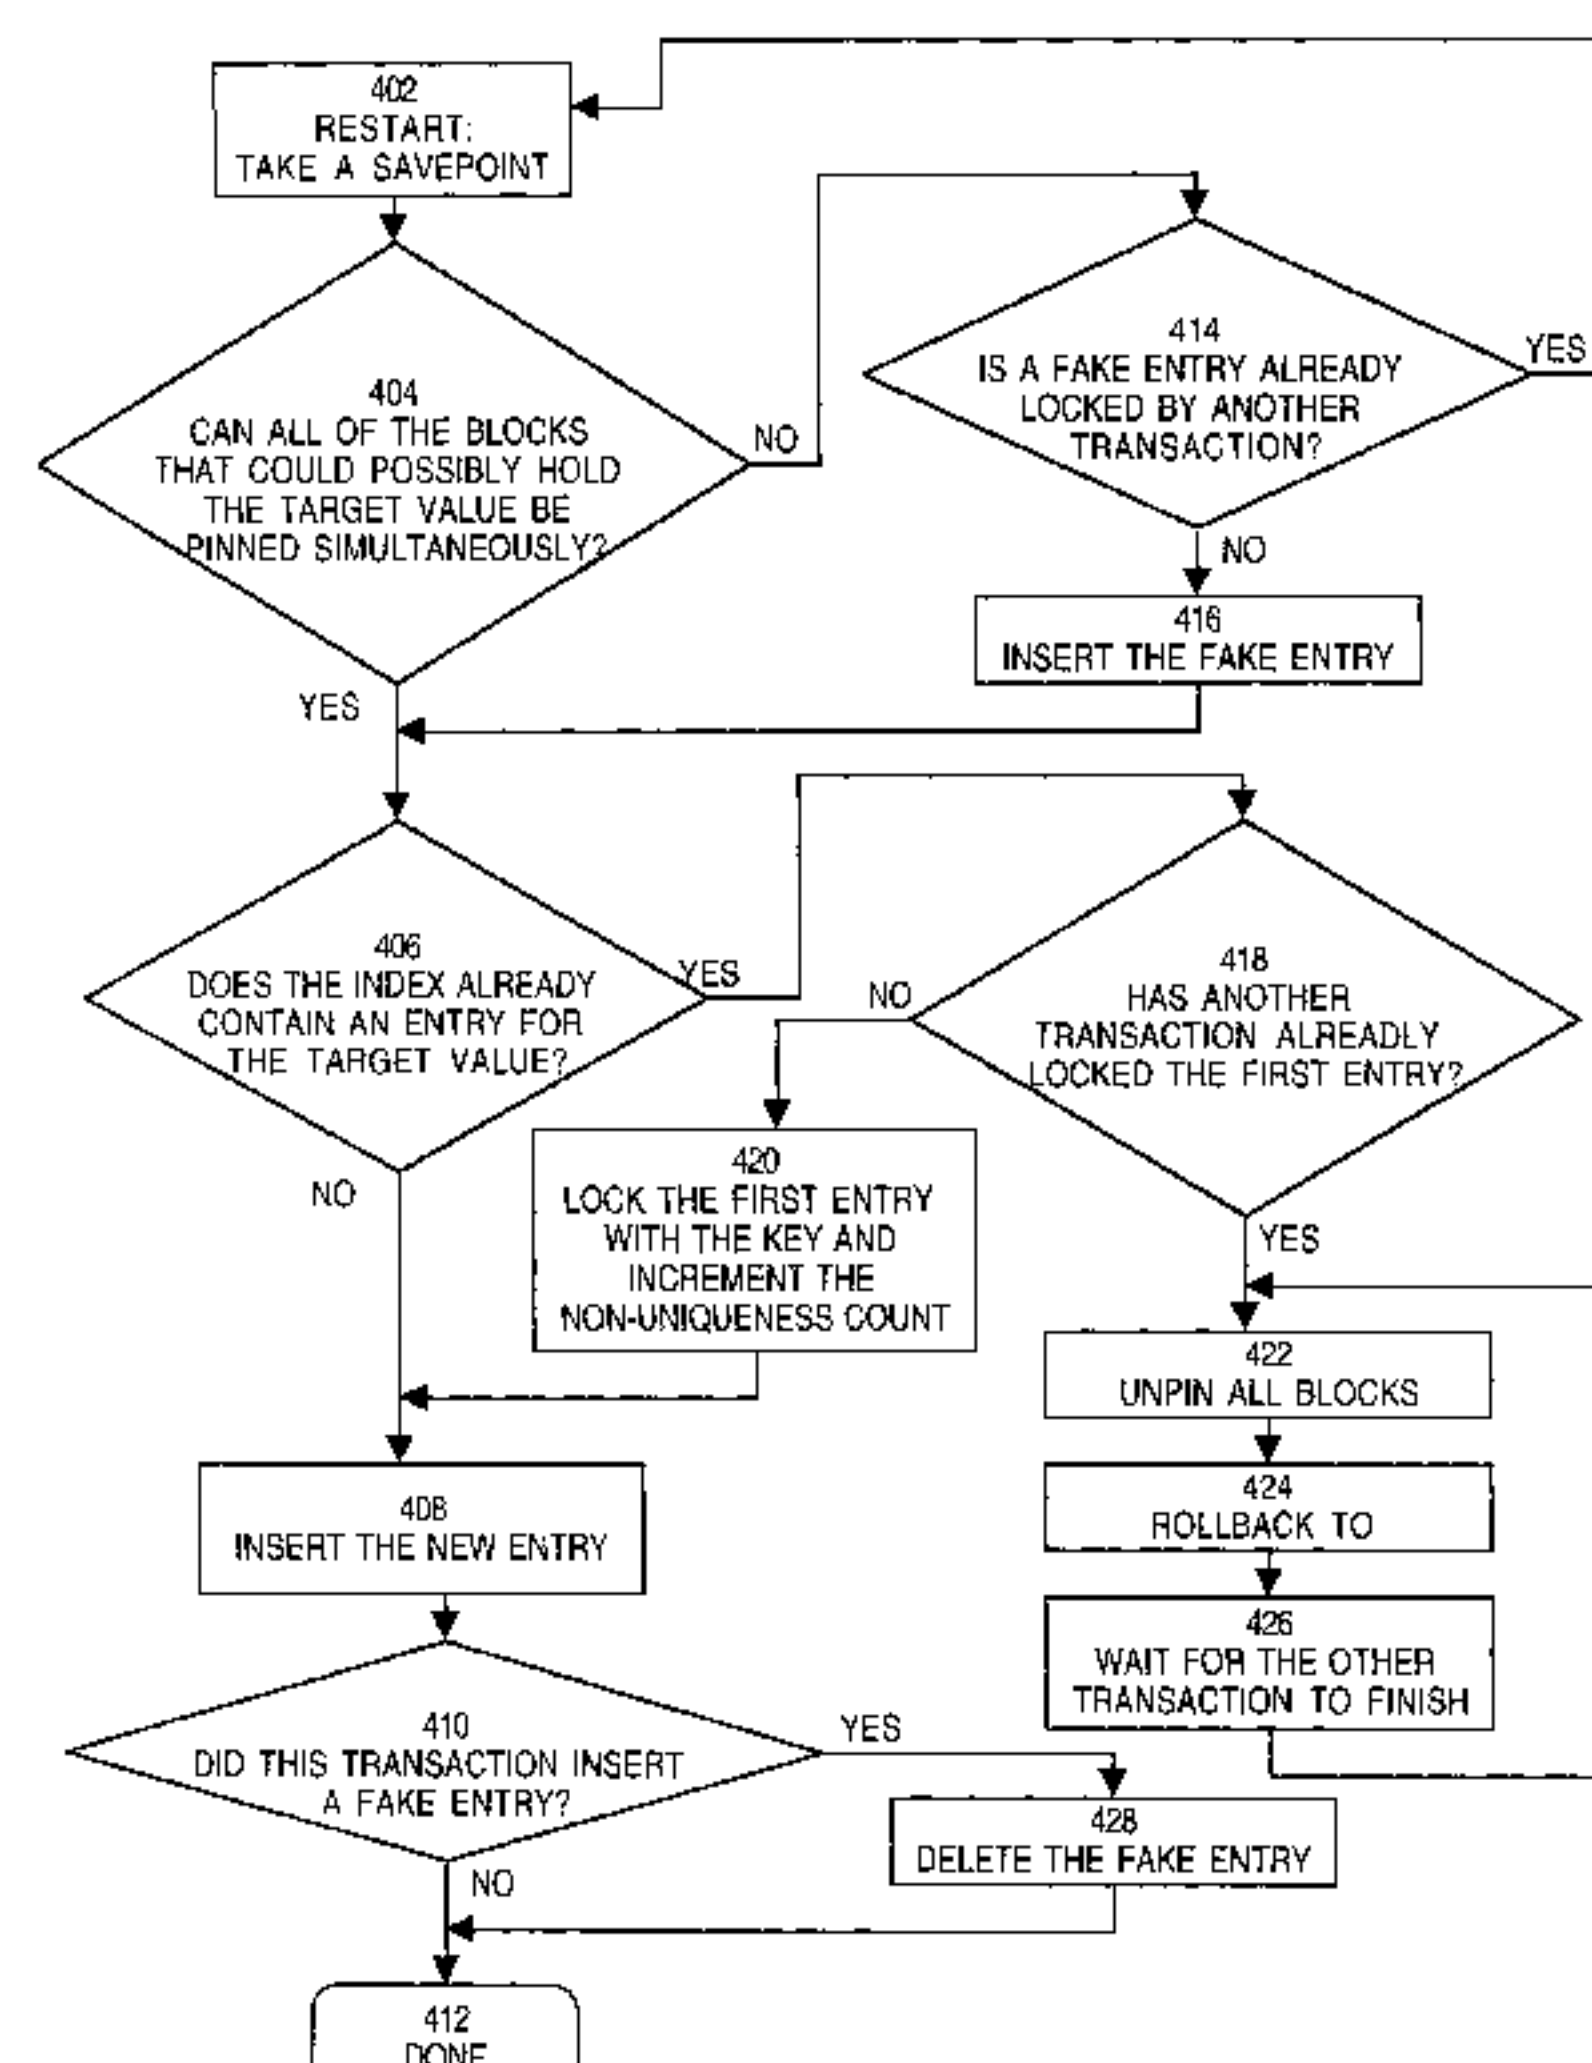 402
RESTART:
TAKE A SAVEPOINT
404
CAN ALL OF THE BLOCKS
THAT COULD POSSIBLY HOLD
THE TARGET VALUE BE
PINNED SIMULTANEOUSLY?
NO
YES
414
IS A FAKE ENTRY ALREADY
LOCKED BY ANOTHER
TRANSACTION?
YES
NO
416
INSERT THE FAKE ENTRY
406
DOES THE INDEX ALREADY
CONTAIN AN ENTRY FOR
THE TARGET VALUE?
YES
NO
418
HAS ANOTHER
TRANSACTION ALREADLY
LOCKED THE FIRST ENTRY?
NO
YES
420
LOCK THE FIRST ENTRY
WITH THE KEY AND
INCREMENT THE
NON-UNIQUENESS COUNT
422
UNPIN ALL BLOCKS
424
ROLLBACK TO
426
WAIT FOR THE OTHER
TRANSACTION TO FINISH
408
INSERT THE NEW ENTRY
410
DID THIS TRANSACTION INSERT
A FAKE ENTRY?
YES
NO
428
DELETE THE FAKE ENTRY
412
DONE